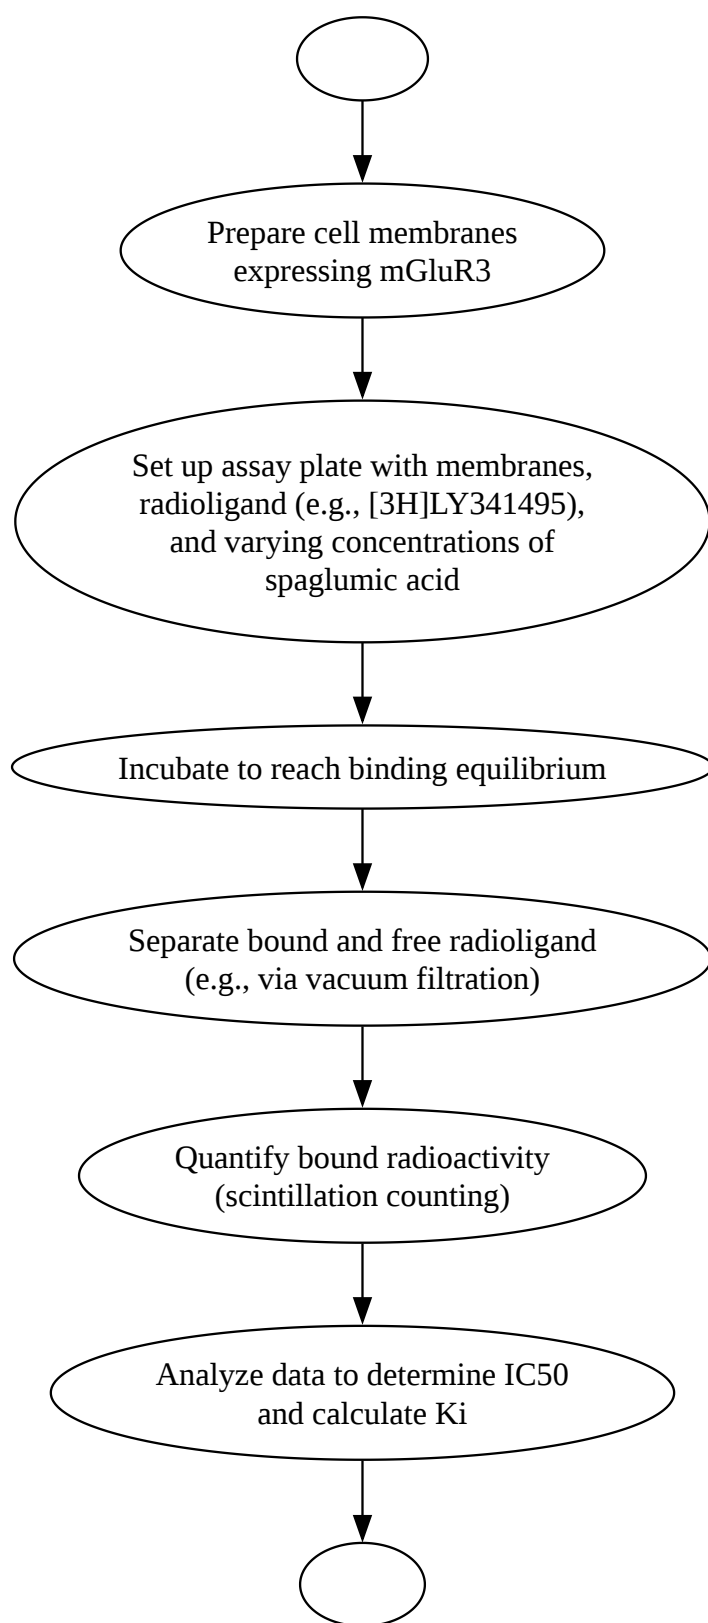 Prepare cell membranes
expressing mGluR3
Set up assay plate with membranes,
radioligand (e.g., [3H]LY341495),
and varying concentrations of
spaglumic acid
Incubate to reach binding equilibrium
Separate bound and free radioligand
(e.g., via vacuum filtration)
Quantify bound radioactivity
(scintillation counting)
Analyze data to determine IC50
and calculate Ki